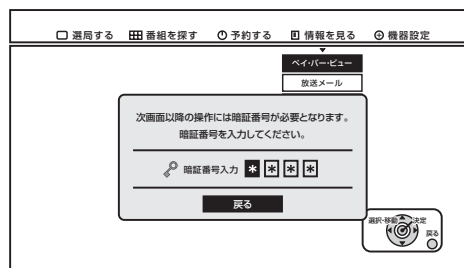 選局する 番組を探す 予約する 情報を見る 機器設定
ペイ・パー・ビュー
放送メール
次画面以降の操作には暗証番号が必要となります。
暗証番号を入力してください。
暗証番号入力 * * * *
戻る
選択・移動 決定
戻る